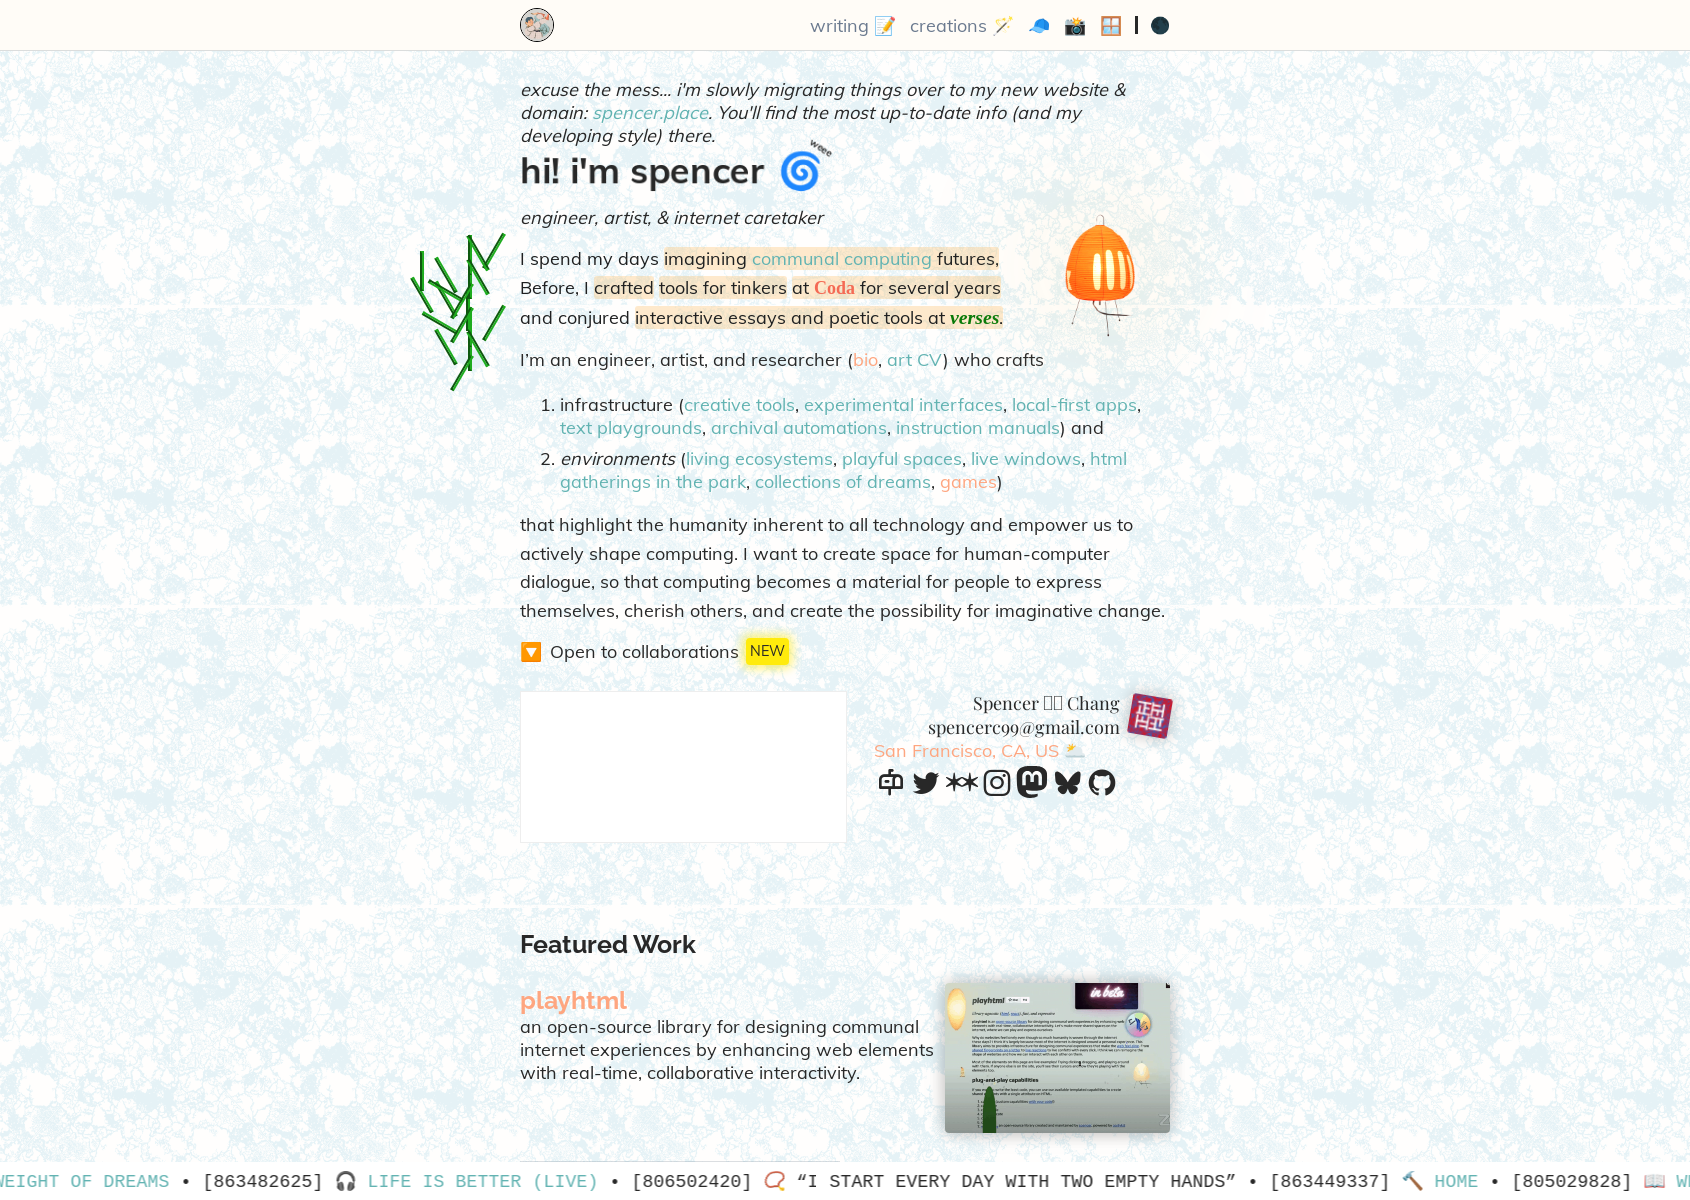 writing 📝 creations 🪄 🧢 📸 🪟 | 🌑
excuse the mess... i'm slowly migrating things over to my new website &
domain: spencer.place. You'll find the most up-to-date info (and my
developing style) there.
weee
hi! i'm spencer 🌀
engineer, artist, & internet caretaker
I spend my days imagining communal computing futures,
Before, I crafted tools for tinkers at Coda for several years
and conjured interactive essays and poetic tools at verses.
I’m an engineer, artist, and researcher (bio, art CV) who crafts
1. infrastructure (creative tools, experimental interfaces, local-first apps,
text playgrounds, archival automations, instruction manuals) and
2. environments (living ecosystems, playful spaces, live windows, html
gatherings in the park, collections of dreams, games)
that highlight the humanity inherent to all technology and empower us to
actively shape computing. I want to create space for human-computer
dialogue, so that computing becomes a material for people to express
themselves, cherish others, and create the possibility for imaginative change.
🔽 Open to collaborations NEW
Spencer Chang
spencerc99@gmail.com
San Francisco, CA, US ⛅
Featured Work
playhtml
an open-source library for designing communal
internet experiences by enhancing web elements
with real-time, collaborative interactivity.
playhtml
in beta
plug-and-play capabilities
WEIGHT OF DREAMS • [863482625] 🎧 LIFE IS BETTER (LIVE) • [806502420] 📿 “I START EVERY DAY WITH TWO EMPTY HANDS” • [863449337] 🔨 HOME • [805029828] 📖